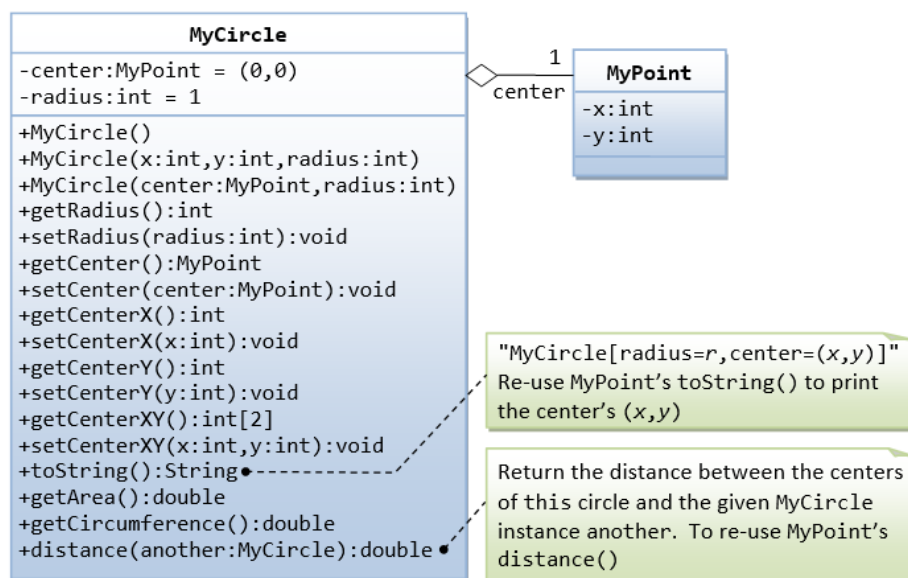 MyCircle
-center:MyPoint = (0,0)
-radius:int = 1
+MyCircle()
+MyCircle(x:int,y:int,radius:int)
+MyCircle(center:MyPoint,radius:int)
+getRadius():int
+setRadius(radius:int):void
+getCenter():MyPoint
+setCenter(center:MyPoint):void
+getCenterX():int
+setCenterX(x:int):void
+getCenterY():int
+setCenterY(y:int):void
+getCenterXY():int[2]
+setCenterXY(x:int,y:int):void
+toString():String
+getArea():double
+getCircumference():double
+distance(another:MyCircle):double
1
center
MyPoint
-x:int
-y:int
"MyCircle[radius=r,center=(x,y)]"
Re-use MyPoint's toString() to print
the center's (x,y)
Return the distance between the centers
of this circle and the given MyCircle
instance another. To re-use MyPoint's
distance()